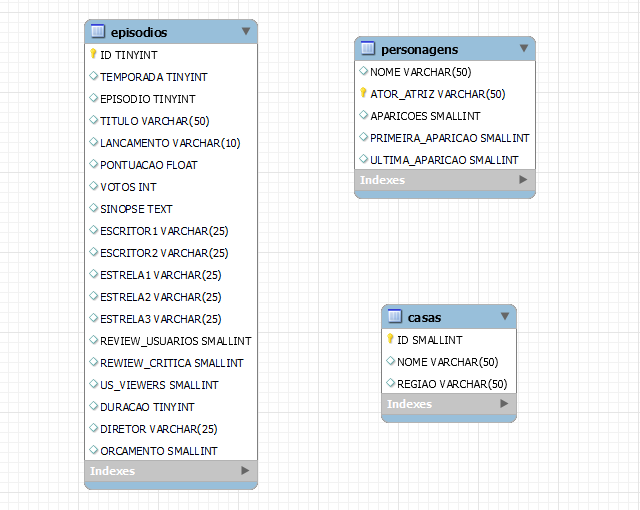 episodios
ID TINYINT
TEMPORADA TINYINT
EPISODIO TINYINT
TITULO VARCHAR(50)
LANCAMENTO VARCHAR(10)
PONTUACAO FLOAT
VOTOS INT
SINOPSE TEXT
ESCRITOR1 VARCHAR(25)
ESCRITOR2 VARCHAR(25)
ESTRELA1 VARCHAR(25)
ESTRELA2 VARCHAR(25)
ESTRELA3 VARCHAR(25)
REVIEW_USUARIOS SMALLINT
REWIEW_CRITICA SMALLINT
US_VIEWERS SMALLINT
DURACAO TINYINT
DIRETOR VARCHAR(25)
ORCAMENTO SMALLINT
Indexes
personagens
NOME VARCHAR(50)
ATOR_ATRIZ VARCHAR(50)
APARICOES SMALLINT
PRIMEIRA_APARICAO SMALLINT
ULTIMA_APARICAO SMALLINT
Indexes
casas
ID SMALLINT
NOME VARCHAR(50)
REGIAO VARCHAR(50)
Indexes